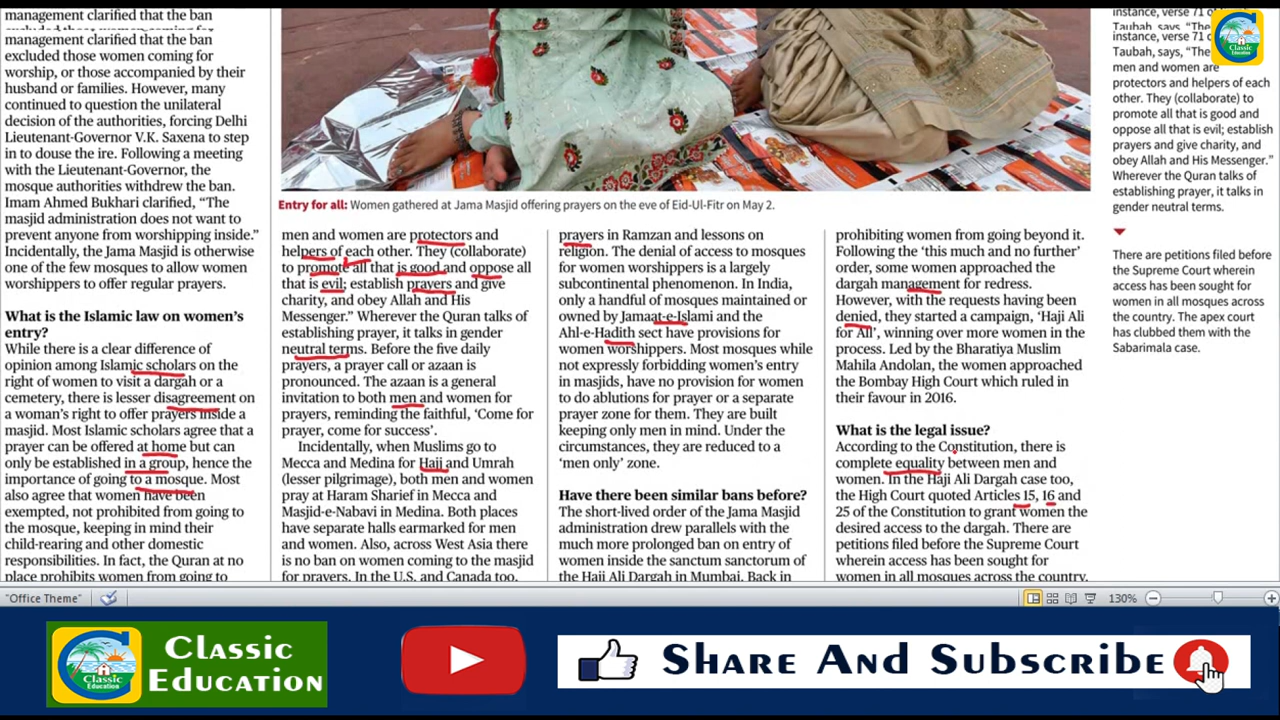 management clarified that the ban
management clarified that the ban
excluded those women coming for
worship, or those accompanied by their
husband or families. However, many
continued to question the unilateral
decision of the authorities, forcing Delhi
Lieutenant-Governor V.K. Saxena to step
in to douse the ire. Following a meeting
with the Lieutenant-Governor, the
mosque authorities withdrew the ban.
Imam Ahmed Bukhari clarified, “The
masjid administration does not want to
prevent anyone from worshipping inside.”
Incidentally, the Jama Masjid is otherwise
one of the few mosques to allow women
worshippers to offer regular prayers.
What is the Islamic law on women’s
entry?
While there is a clear difference of
opinion among Islamic scholars on the
right of women to visit a dargah or a
cemetery, there is lesser disagreement on
a woman’s right to offer prayers inside a
masjid. Most Islamic scholars agree that a
prayer can be offered at home but can
only be established in a group, hence the
importance of going to a mosque. Most
also agree that women have been
exempted, not prohibited from going to
the mosque, keeping in mind their
child-rearing and other domestic
responsibilities. In fact, the Quran at no
place prohibits women from going to
Entry for all: Women gathered at Jama Masjid offering prayers on the eve of Eid-Ul-Fitr on May 2.
men and women are protectors and
helpers of each other. They (collaborate)
to promote all that is good and oppose all
that is evil; establish prayers and give
charity, and obey Allah and His
Messenger.” Wherever the Quran talks of
establishing prayer, it talks in gender
neutral terms. Before the five daily
prayers, a prayer call or azaan is
pronounced. The azaan is a general
invitation to both men and women for
prayers, reminding the faithful, ‘Come for
prayer, come for success’.
Incidentally, when Muslims go to
Mecca and Medina for Hajj and Umrah
(lesser pilgrimage), both men and women
pray at Haram Sharief in Mecca and
Masjid-e-Nabavi in Medina. Both places
have separate halls earmarked for men
and women. Also, across West Asia there
is no ban on women coming to the masjid
for prayers. In the U.S. and Canada too,
prayers in Ramzan and lessons on
religion. The denial of access to mosques
for women worshippers is a largely
subcontinental phenomenon. In India,
only a handful of mosques maintained or
owned by Jamaat-e-Islami and the
Ahl-e-Hadith sect have provisions for
women worshippers. Most mosques while
not expressly forbidding women’s entry
in masjids, have no provision for women
to do ablutions for prayer or a separate
prayer zone for them. They are built
keeping only men in mind. Under the
circumstances, they are reduced to a
‘men only’ zone.
Have there been similar bans before?
The short-lived order of the Jama Masjid
administration drew parallels with the
much more prolonged ban on entry of
women inside the sanctum sanctorum of
the Haji Ali Dargah in Mumbai. Back in
prohibiting women from going beyond it.
Following the ‘this much and no further’
order, some women approached the
dargah management for redress.
However, with the requests having been
denied, they started a campaign, ‘Haji Ali
for All’, winning over more women in the
process. Led by the Bharatiya Muslim
Mahila Andolan, the women approached
the Bombay High Court which ruled in
their favour in 2016.
What is the legal issue?
According to the Constitution, there is
complete equality between men and
women. In the Haji Ali Dargah case too,
the High Court quoted Articles 15, 16 and
25 of the Constitution to grant women the
desired access to the dargah. There are
petitions filed before the Supreme Court
wherein access has been sought for
women in all mosques across the country.
instance, verse 71 of
Taubah, says, “The
instance, verse 71 o
Taubah, says, “The
men and women are
protectors and helpers of each
other. They (collaborate) to
promote all that is good and
oppose all that is evil; establish
prayers and give charity, and
obey Allah and His Messenger.”
Wherever the Quran talks of
establishing prayer, it talks in
gender neutral terms.
There are petitions filed before
the Supreme Court wherein
access has been sought for
women in all mosques across
the country. The apex court
has clubbed them with the
Sabarimala case.
Classic
Education
"Office Theme"
130%
Classic
Education
Classic
Education
Share And Subscribe